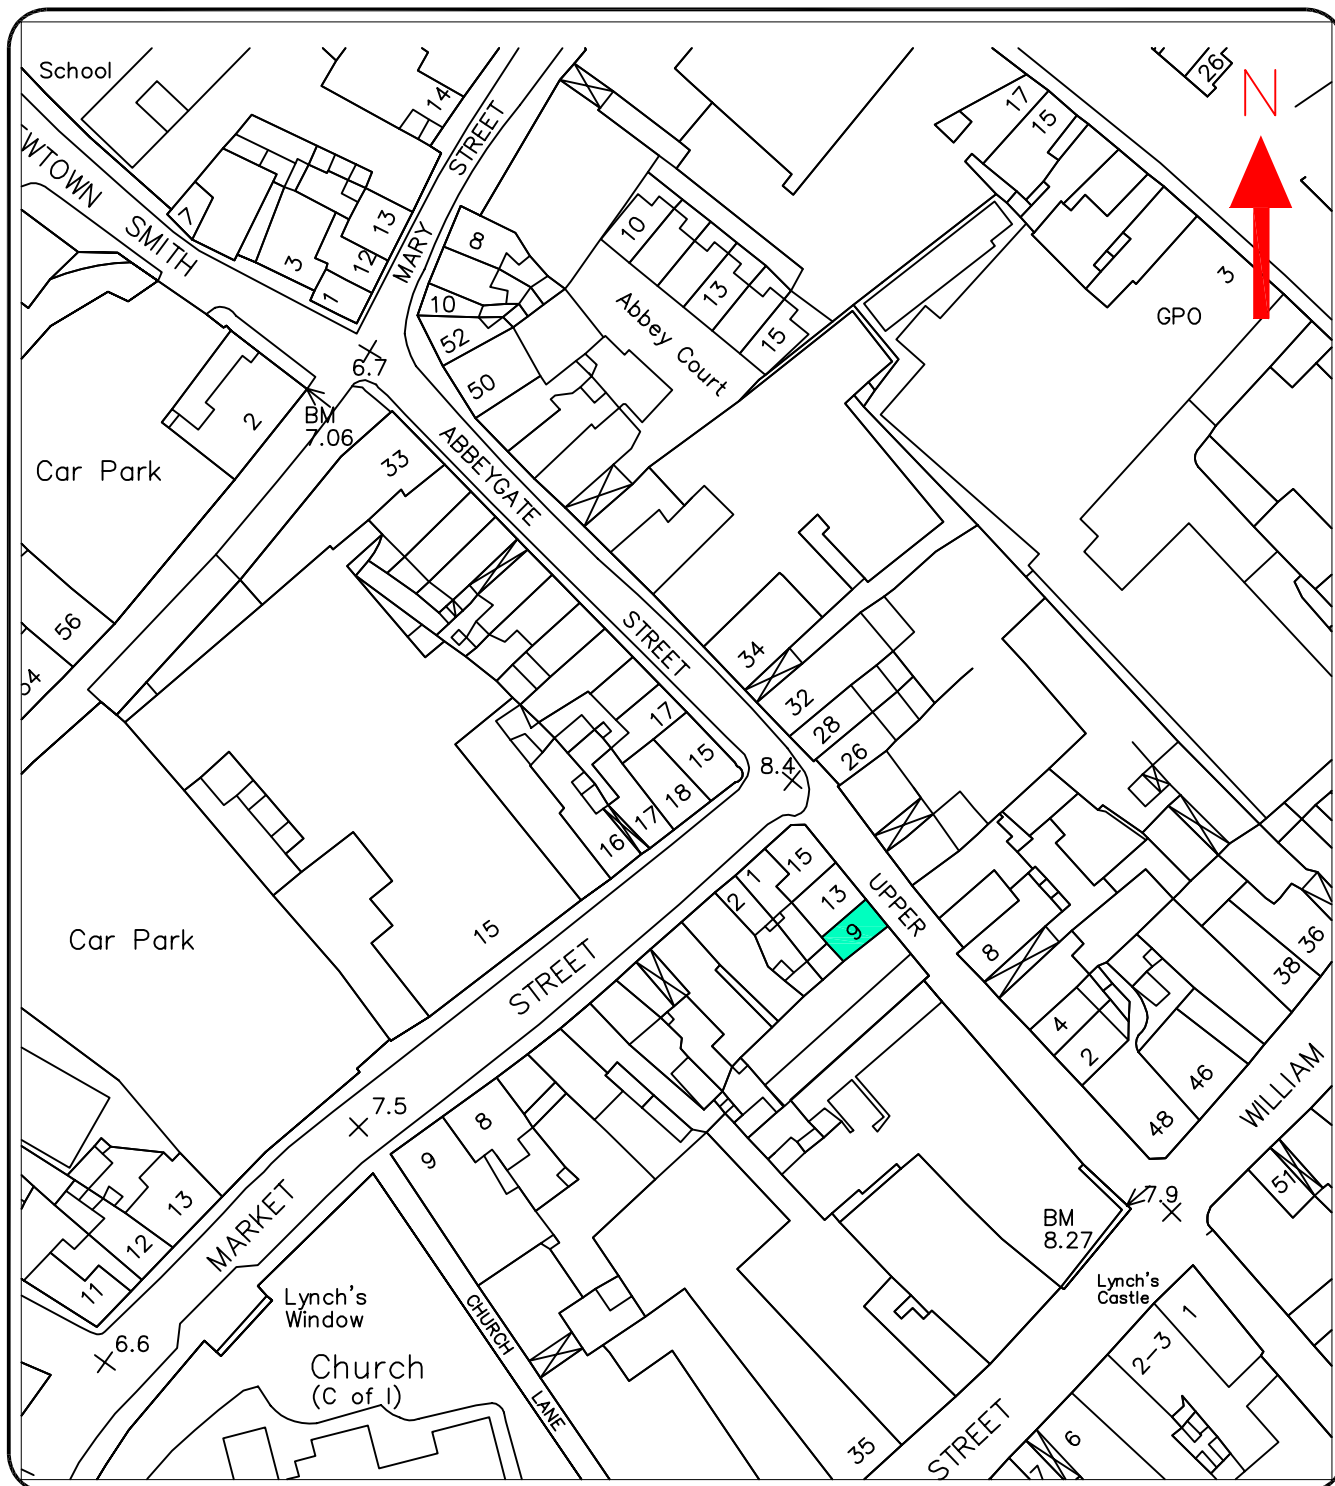 School
14
STREET
17
15
26
N
WTOWN
SMITH
7
3
13
12
1
MARY
8
10
52
50
10
13
15
Abbey Court
3
GPO
6.7
BM
7.06
2
33
ABBEYGATE
STREET
Car Park
56
54
34
32
28
26
17
15
18
17
16
8.4
15
13
9
1
2
UPPER
15
STREET
Car Park
8
4
2
36
38
46
48
WILLIAM
51
7.5
8
9
13
12
11
MARKET
7.9
BM
8.27
Lynch's
Castle
1
2-3
6
7
STREET
35
Lynch's
Window
CHURCH
LANE
6.6
Church
(C of I)